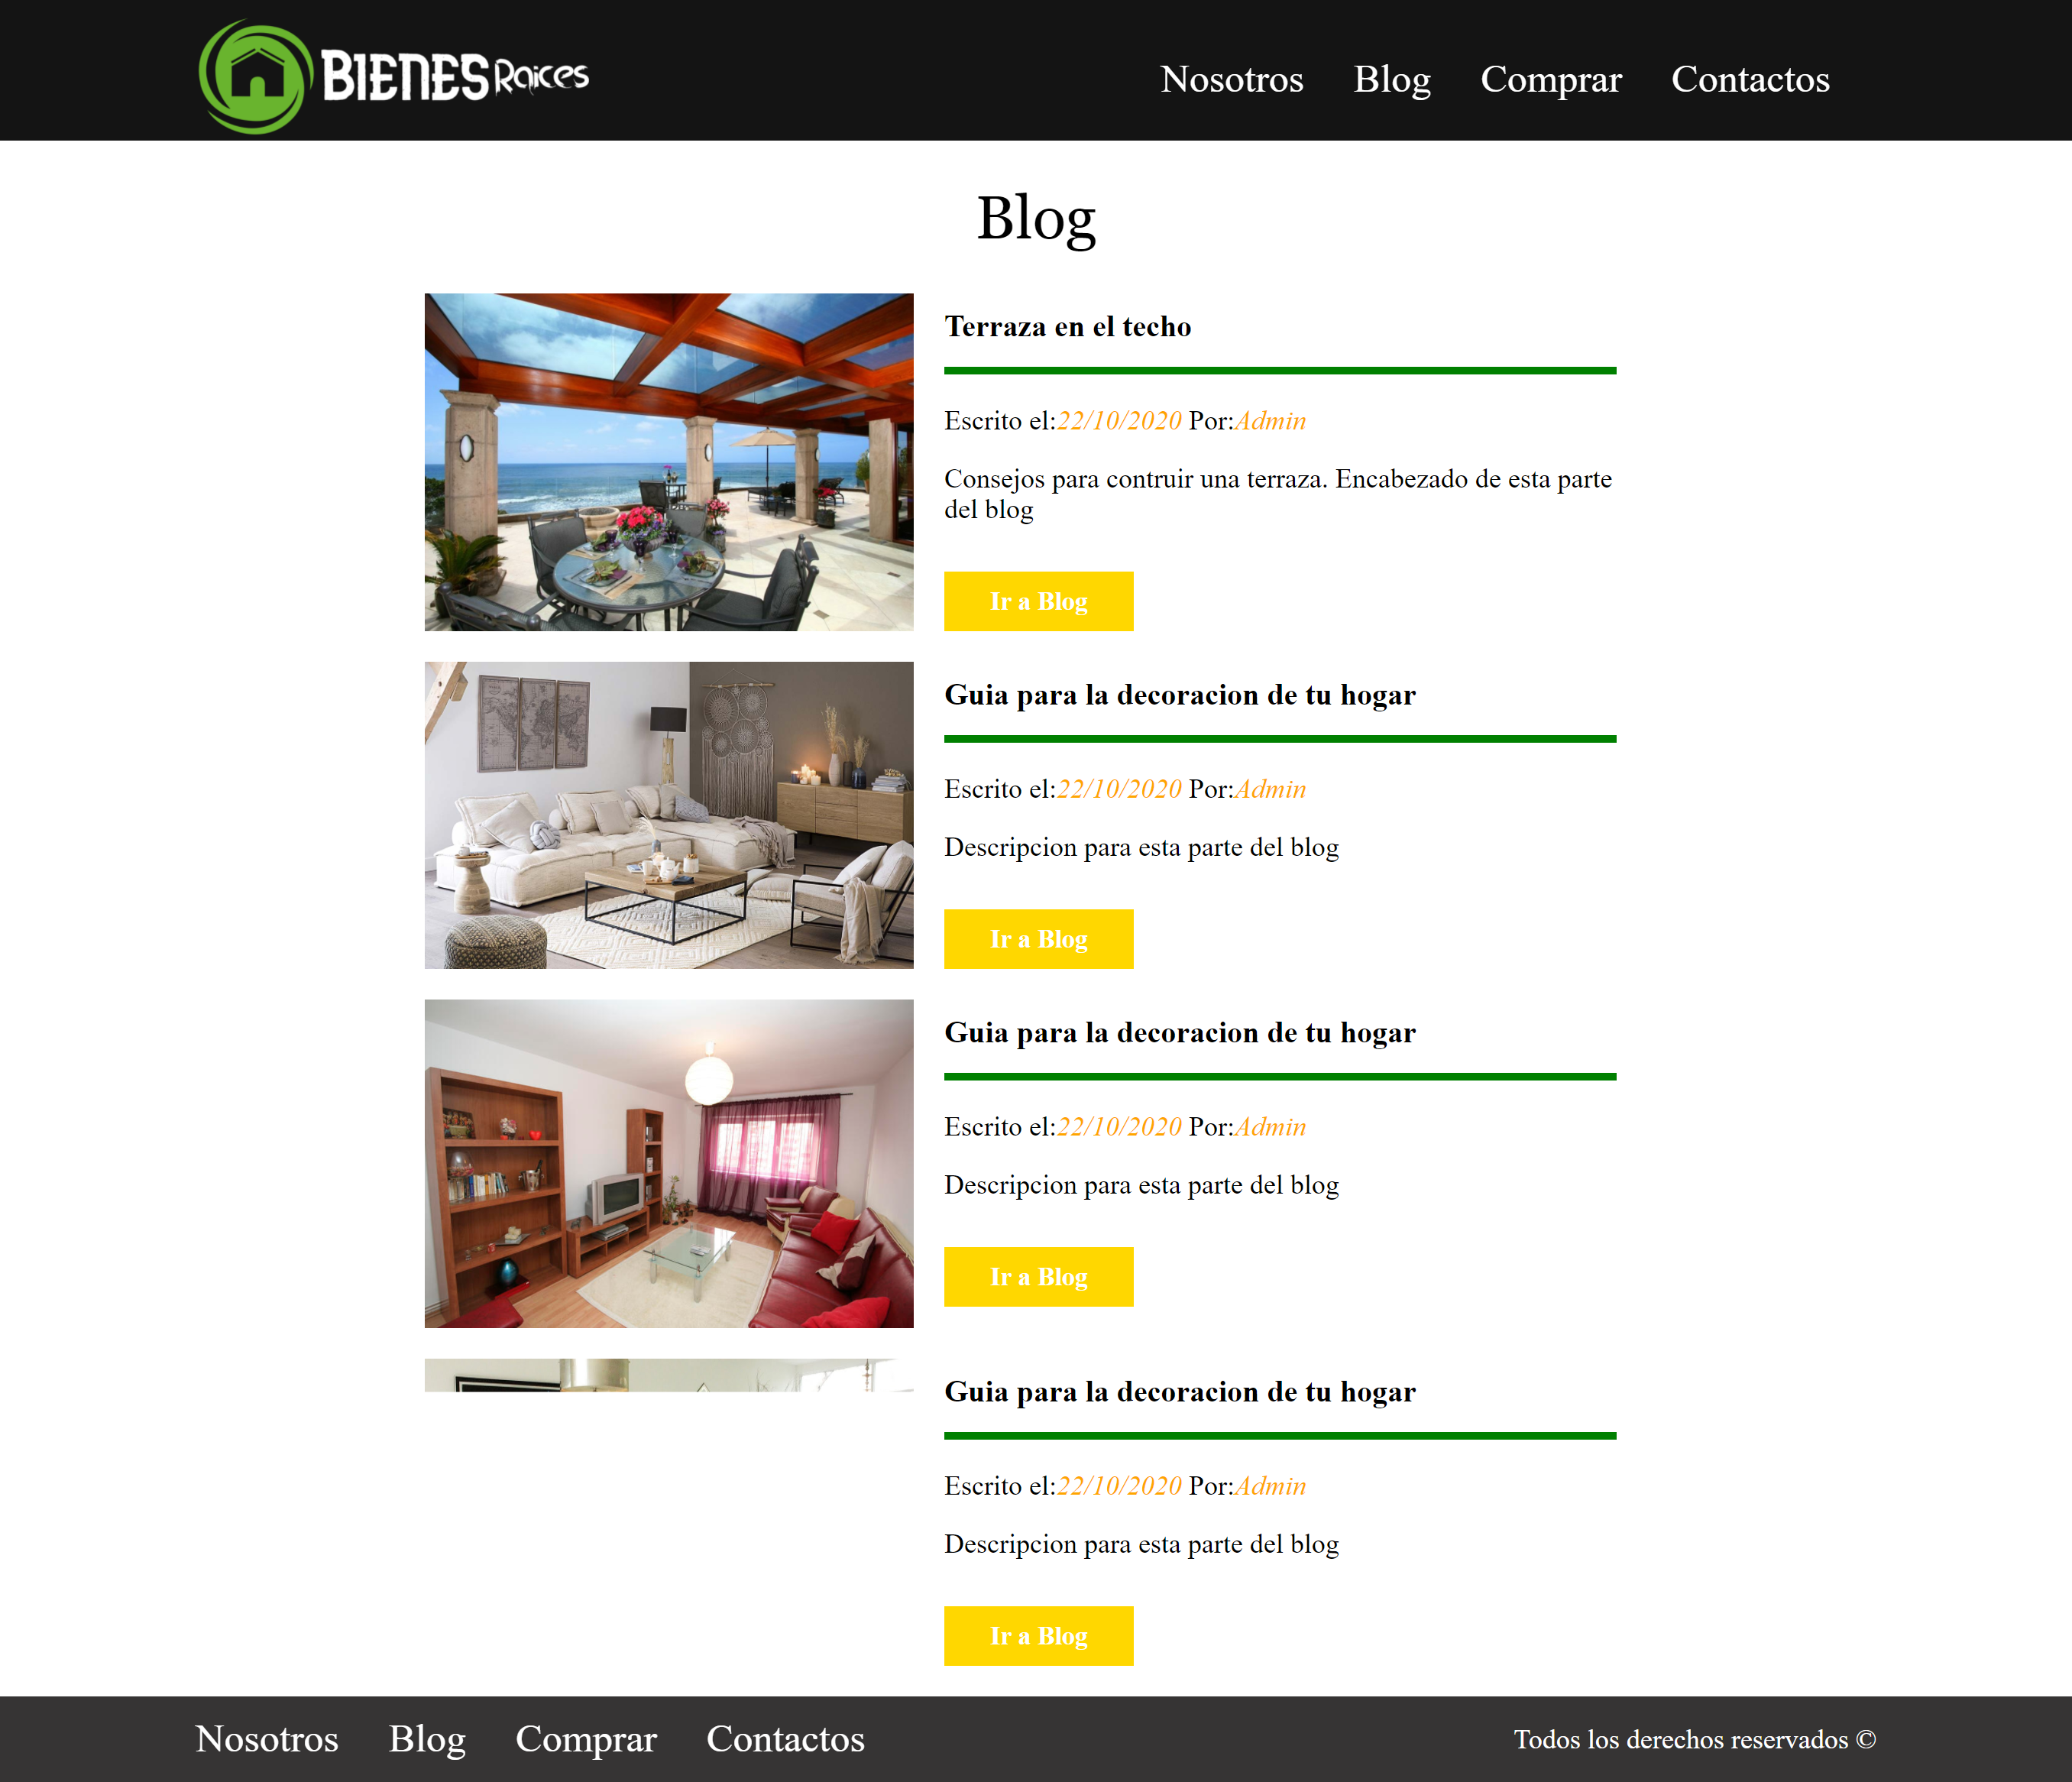 BIENES Raices
Nosotros Blog Comprar Contactos
Blog
Terraza en el techo
Escrito el:22/10/2020 Por:Admin
Consejos para contruir una terraza. Encabezado de esta parte
del blog
Ir a Blog
Guia para la decoracion de tu hogar
Escrito el:22/10/2020 Por:Admin
Descripcion para esta parte del blog
Ir a Blog
Guia para la decoracion de tu hogar
Escrito el:22/10/2020 Por:Admin
Descripcion para esta parte del blog
Ir a Blog
Guia para la decoracion de tu hogar
Escrito el:22/10/2020 Por:Admin
Descripcion para esta parte del blog
Ir a Blog
Nosotros Blog Comprar Contactos
Todos los derechos reservados ©